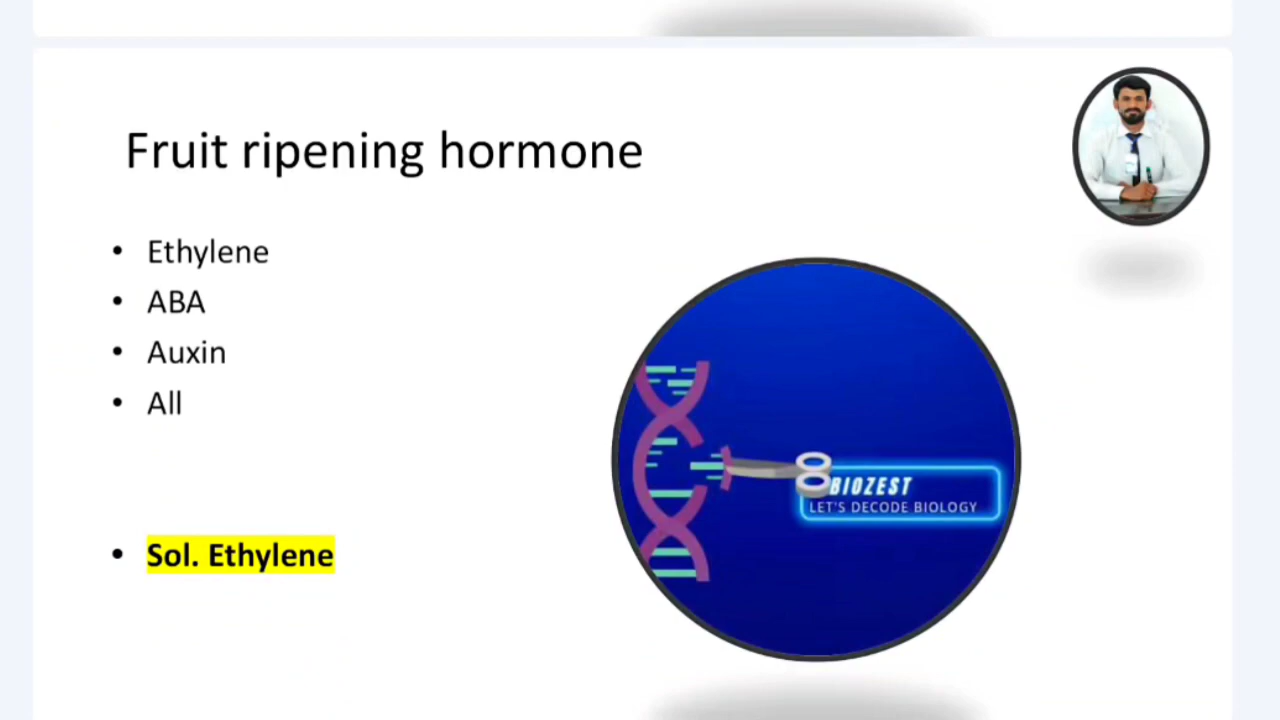 Fruit ripening hormone
• Ethylene
• ABA
• Auxin
• All
• Sol. Ethylene
BIOZEST
LET'S DECODE BIOLOGY